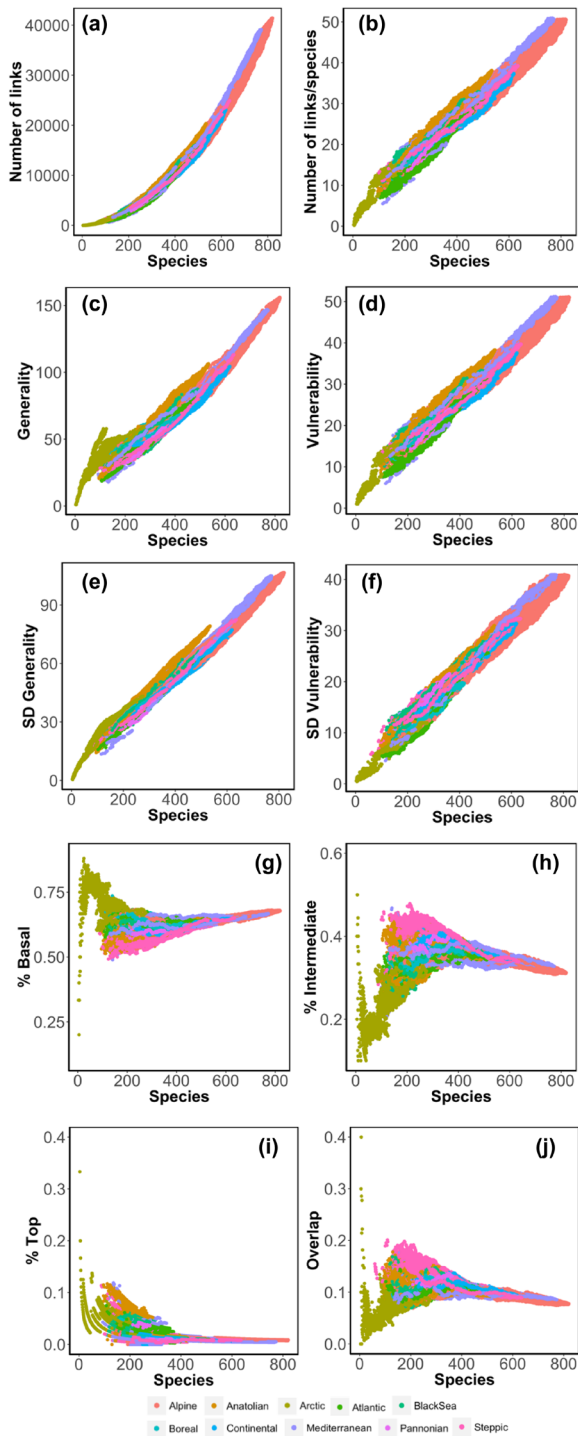 (a)
Number of links
40000
30000
20000
10000
0
0 200 400 600 800
Species
(b)
Number of links/species
50
40
30
20
10
0
0 200 400 600 800
Species
(c)
Generality
150
100
50
0
0 200 400 600 800
Species
(d)
Vulnerability
50
40
30
20
10
0
0 200 400 600 800
Species
(e)
SD Generality
90
60
30
0
0 200 400 600 800
Species
(f)
SD Vulnerability
40
30
20
10
0
0 200 400 600 800
Species
(g)
% Basal
0.75
0.50
0.25
0 200 400 600 800
Species
(h)
% Intermediate
0.6
0.4
0.2
0 200 400 600 800
Species
(i)
% Top
0.4
0.3
0.2
0.1
0.0
0 200 400 600 800
Species
(j)
Overlap
0.4
0.3
0.2
0.1
0.0
0 200 400 600 800
Species
Alpine Anatolian Arctic Atlantic BlackSea
Boreal Continental Mediterranean Pannonian Steppic